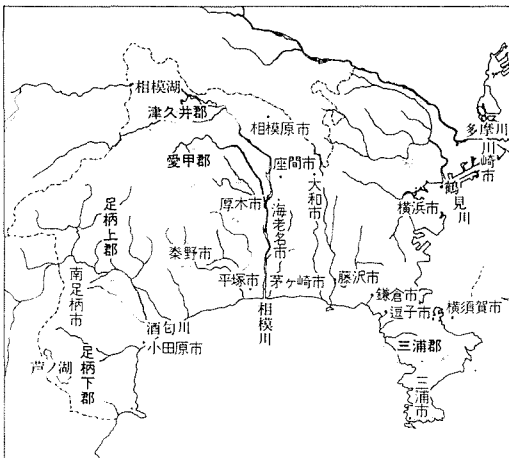 相模湖
津久井郡
相模原市
多摩川
川崎市
愛甲郡
座間市
鶴見川
大和市
横浜市
厚木市
海老名市
足柄上郡
秦野市
南足柄市
平塚市
茅ヶ崎市
藤沢市
鎌倉市
横須賀市
逗子市
相模川
酒匂川
小田原市
三浦郡
芦ノ湖
足柄下郡
三浦市